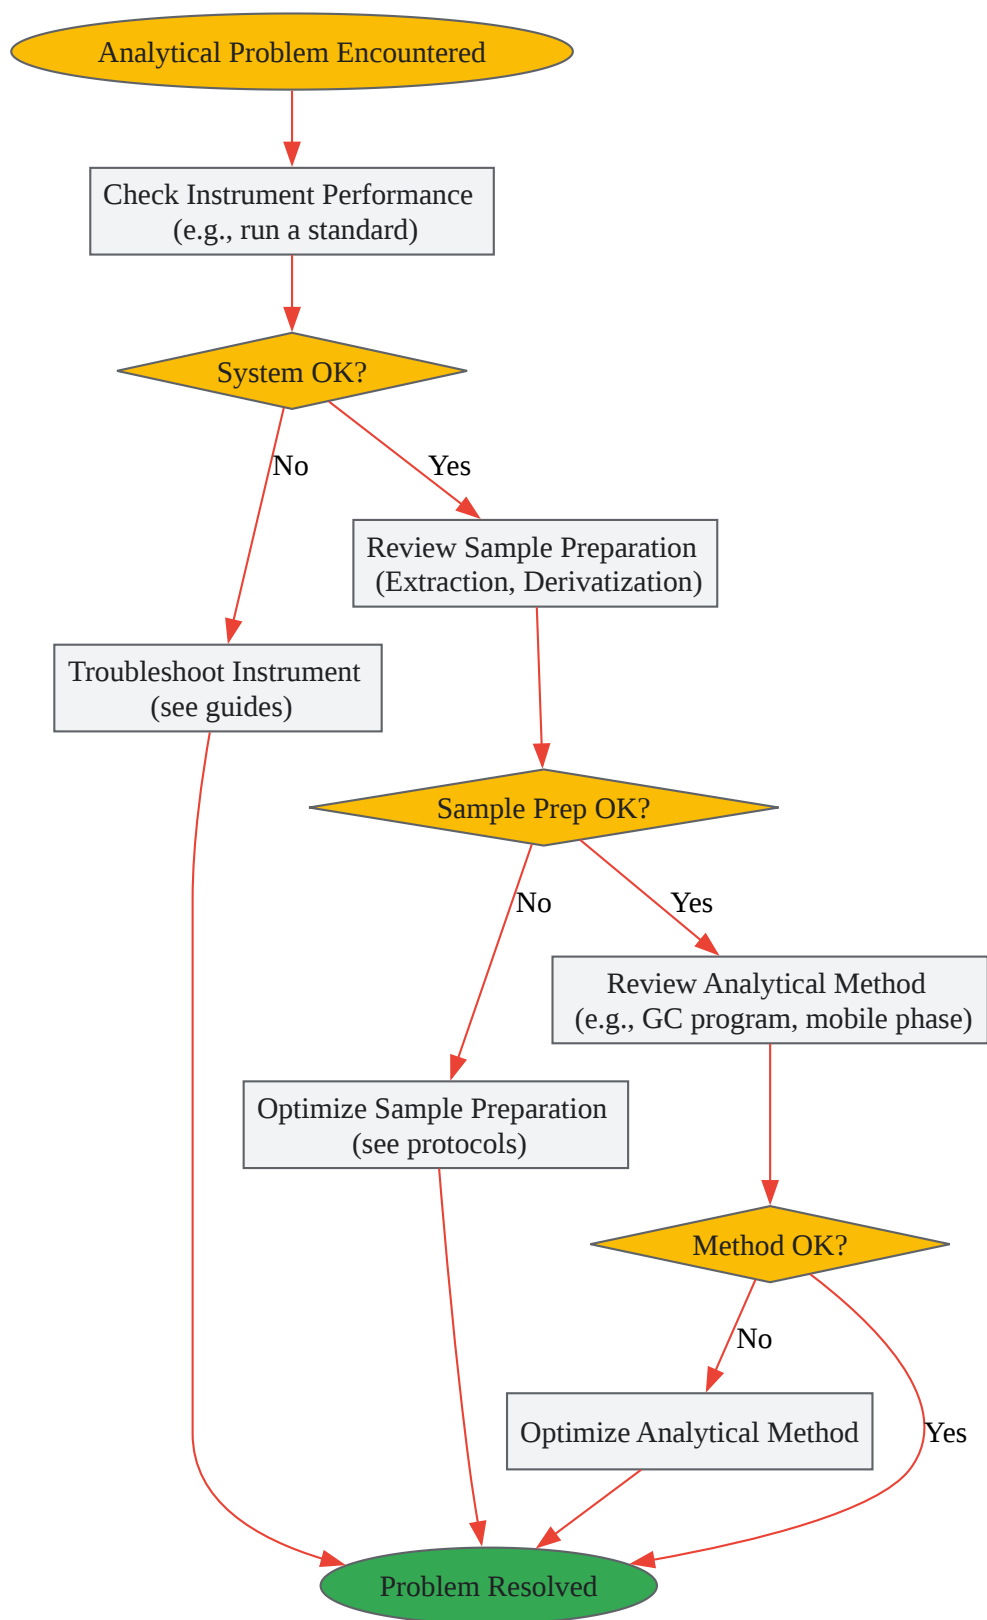 Analytical Problem Encountered
Check Instrument Performance
(e.g., run a standard)
System OK?
No
Yes
Review Sample Preparation
(Extraction, Derivatization)
Troubleshoot Instrument
(see guides)
Sample Prep OK?
No
Yes
Review Analytical Method
(e.g., GC program, mobile phase)
Optimize Sample Preparation
(see protocols)
Method OK?
No
Optimize Analytical Method
Yes
Problem Resolved